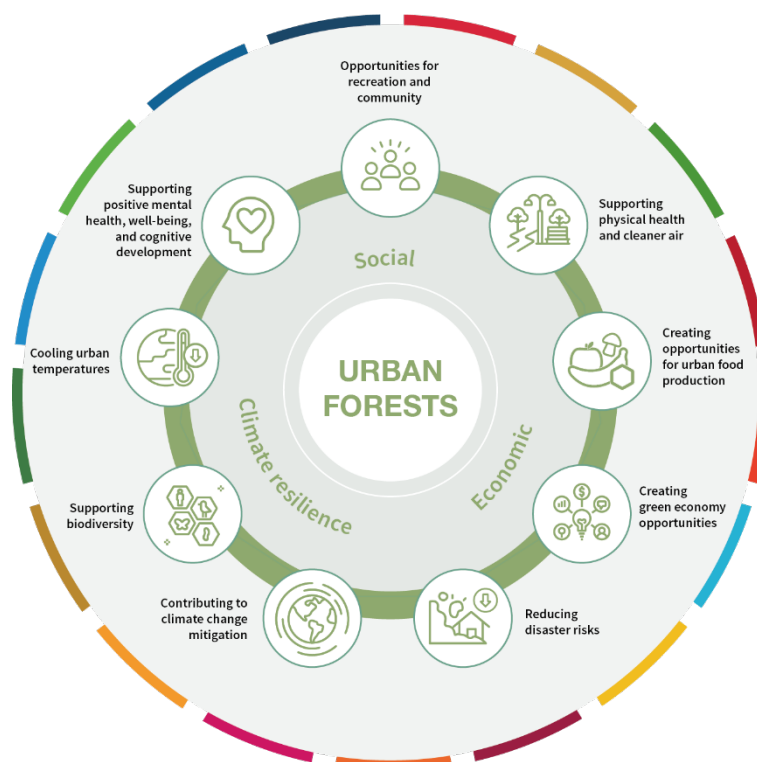 Opportunities for
recreation and
community
Supporting
positive mental
health, well-being,
and cognitive
development
Supporting
physical health
and cleaner air
Social
Cooling urban
temperatures
URBAN
FORESTS
Creating
opportunities
for urban food
production
Climate resilience
Economic
Supporting
biodiversity
$
Creating
green economy
opportunities
Contributing to
climate change
mitigation
Reducing
disaster risks